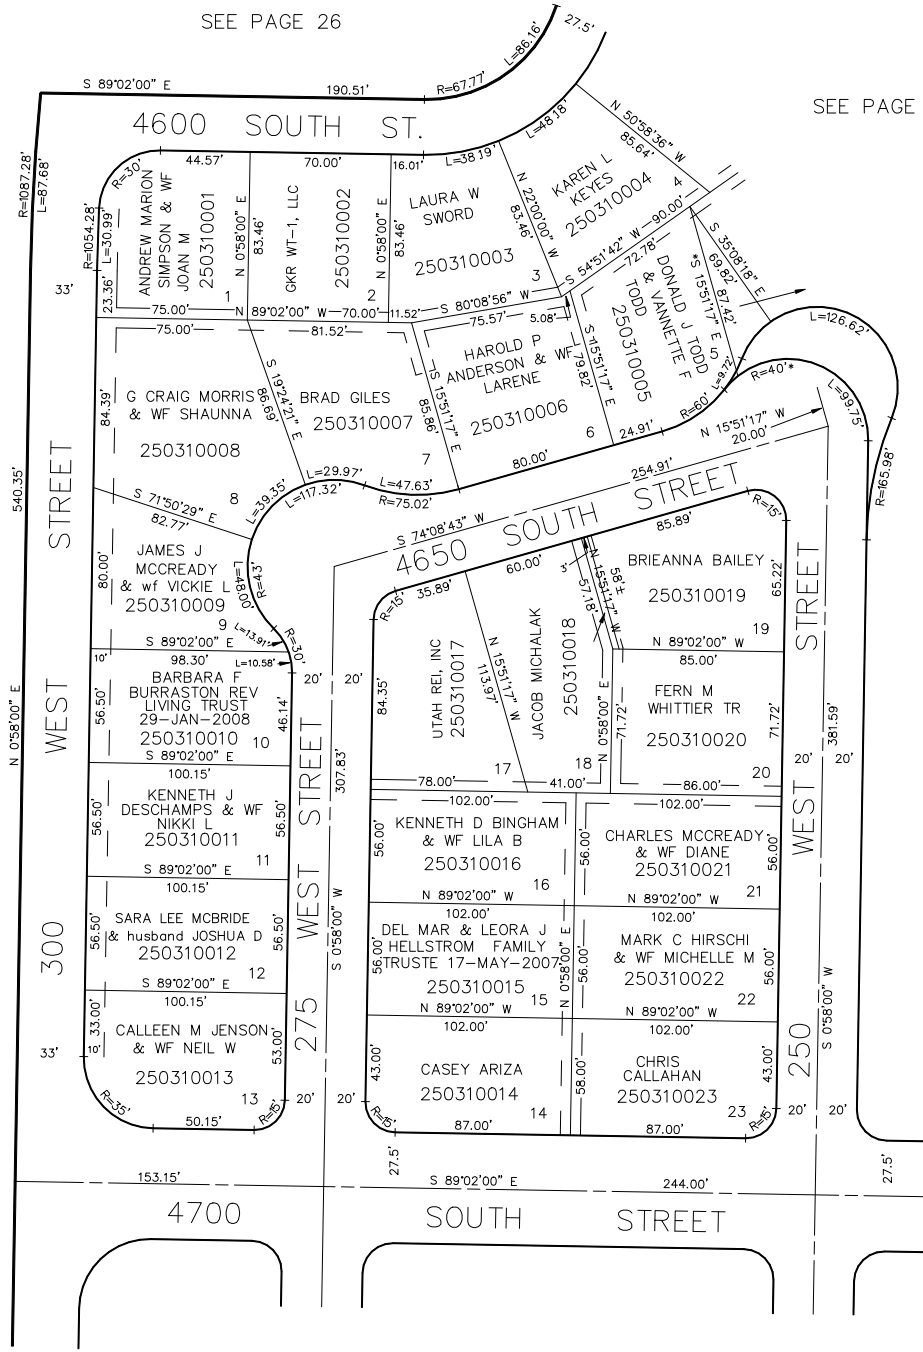 SEE PAGE 26
27.5'
L=86.16'
R=67.77'
S 89°02'00" E
190.51'
SEE PAGE
4600 SOUTH ST.
L=48.18'
N 50°58'36" W
85.64'
R=1087.28'
L=87.68'
R=30'
44.57'
70.00'
16.01'
L=38.19'
R=1054.28'
L=30.99'
23.36'
33'
ANDREW MARION
SIMPSON & WF
JOAN M
250310001
1
N 0°58'00" E
83.46'
GKR WT-1, LLC
250310002
2
N 0°58'00" E
83.46'
LAURA W
SWORD
250310003
3
N 22°00'00" W
83.46'
KAREN L
KEYES
250310004
4
S 54°51'42" W
90.00'
72.78'
S 35°08'18" E
69.82'
*S 15°51'17" E
87.42'
DONALD J TODD
& VANNETTE F
TODD
250310005
5
L=9.72'
L=126.62'
R=40'*
L=99.75'
R=165.98'
R=60'
75.00'
N 89°02'00" W
70.00'
11.52'
S 80°08'56" W
75.57'
5.08'
75.00'
81.52'
S 19°24'21" E
86.69'
S 15°51'17" E
85.86'
S 15°51'17" E
79.82'
HAROLD P
ANDERSON & WF
LARENE
250310006
6
24.91'
80.00'
N 15°51'17" W
20.00'
84.39'
G CRAIG MORRIS
& WF SHAUNNA
250310008
8
BRAD GILES
250310007
7
L=29.97'
L=117.32'
L=39.35'
L=47.63'
R=75.02'
254.91'
S 74°08'43" W
4650 SOUTH STREET
S 71°50'29" E
82.77'
540.35'
N 0°58'00" E
300 WEST STREET
80.00'
JAMES J
MCCREADY
& wf VICKIE L
250310009
9
L=48.00'
R=43'
L=13.91'
R=30'
L=10.58'
S 89°02'00" E
10'
98.30'
R=15'
35.89'
60.00'
85.89'
R=15'
3'
N 15°51'17" W
57.18'
58'±
BRIEANNA BAILEY
250310019
19
65.22'
N 89°02'00" W
85.00'
UTAH REI, INC
250310017
17
N 15°51'17" W
113.97'
JACOB MICHALAK
250310018
18
N 0°58'00" E
71.72'
FERN M
WHITTIER TR
250310020
20
71.72'
86.00'
84.35'
78.00'
41.00'
BARBARA F
BURRASTON REV
LIVING TRUST
29-JAN-2008
250310010
10
56.50'
46.14'
20'
20'
S 89°02'00" E
100.15'
KENNETH J
DESCHAMPS & WF
NIKKI L
250310011
11
56.50'
56.50'
S 89°02'00" E
100.15'
SARA LEE MCBRIDE
& husband JOSHUA D
250310012
12
56.50'
56.50'
S 89°02'00" E
100.15'
CALLEEN M JENSON
& WF NEIL W
250310013
13
33.00'
10'
53.00'
33'
R=35'
50.15'
R=15'
275 WEST STREET
307.83'
S 0°58'00" W
102.00'
KENNETH D BINGHAM
& WF LILA B
250310016
16
56.00'
56.00'
N 89°02'00" W
102.00'
DEL MAR & LEORA J
HELLSTROM FAMILY
TRUSTE 17-MAY-2007
250310015
15
56.00'
56.00'
N 0°58'00" E
N 89°02'00" W
102.00'
CASEY ARIZA
250310014
14
43.00'
58.00'
R=15'
87.00'
102.00'
CHARLES MCCREADY
& WF DIANE
250310021
21
56.00'
N 89°02'00" W
102.00'
MARK C HIRSCHI
& WF MICHELLE M
250310022
22
56.00'
N 89°02'00" W
102.00'
CHRIS
CALLAHAN
250310023
23
43.00'
R=15'
87.00'
250 WEST STREET
381.59'
S 0°58'00" W
20'
20'
20'
20'
20'
20'
27.5'
27.5'
153.15'
S 89°02'00" E
244.00'
4700 SOUTH STREET